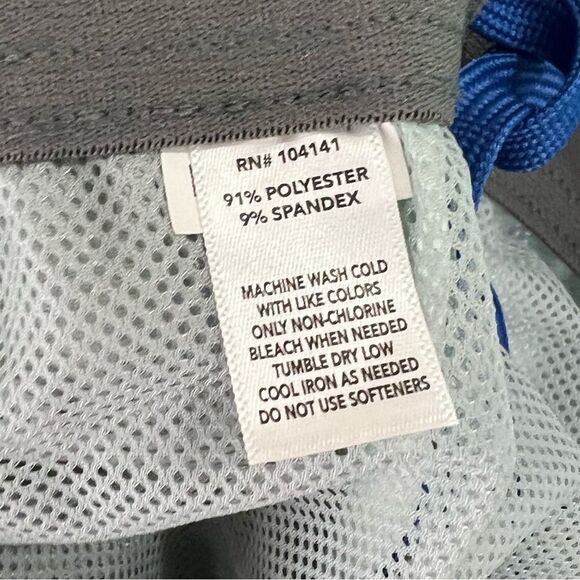 RN# 104141
91% POLYESTER
9% SPANDEX
MACHINE WASH COLD
WITH LIKE COLORS
ONLY NON-CHLORINE
BLEACH WHEN NEEDED
TUMBLE DRY LOW
COOL IRON AS NEEDED
DO NOT USE SOFTENERS